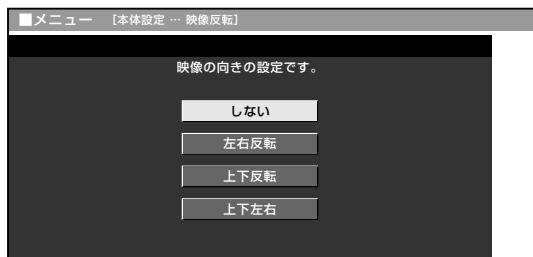 ■メニュー [本体設定 … 映像反転]
映像の向きの設定です。
しない
左右反転
上下反転
上下左右